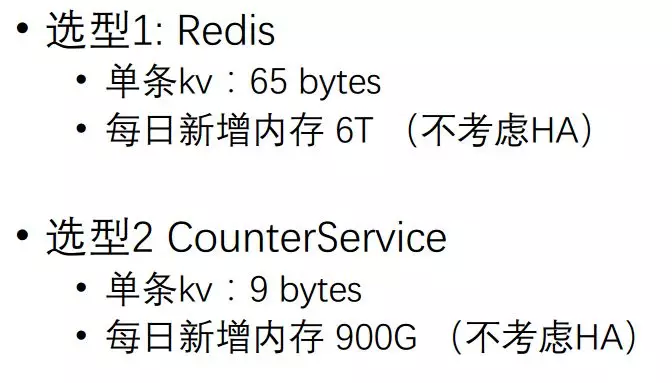 • 选型1: Redis
• 单条kv：65 bytes
• 每日新增内存 6T （不考虑HA）
• 选型2 CounterService
• 单条kv：9 bytes
• 每日新增内存 900G （不考虑HA）